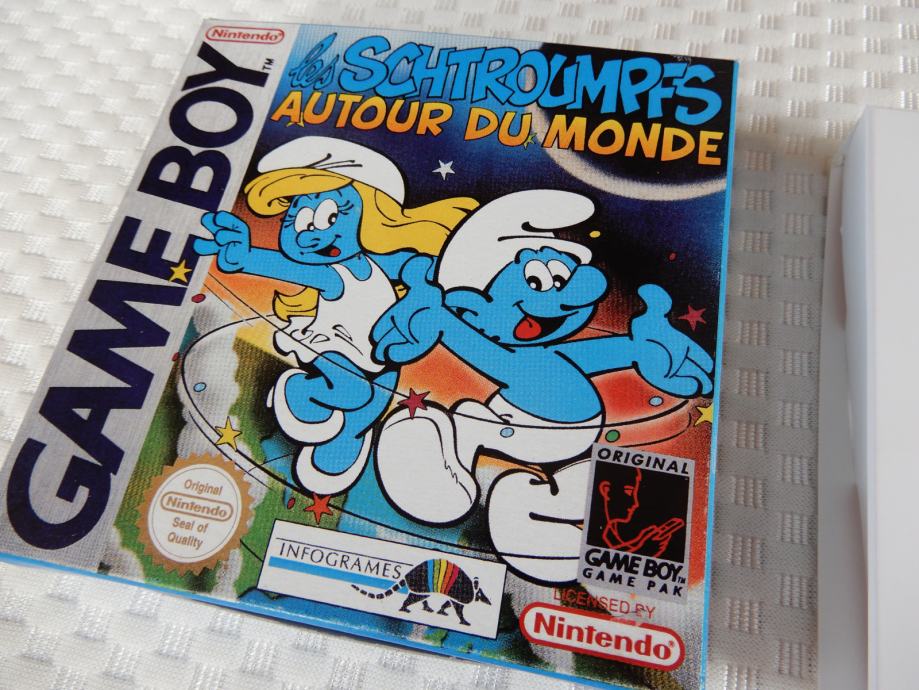 Nintendo®
GAME BOY™
les SCHTROUMPFS
AUTOUR DU MONDE
Original
Nintendo®
Seal of
Quality
INFOGRAMES
ORIGINAL
GAME BOY™
GAME PAK
LICENSED BY
Nintendo®